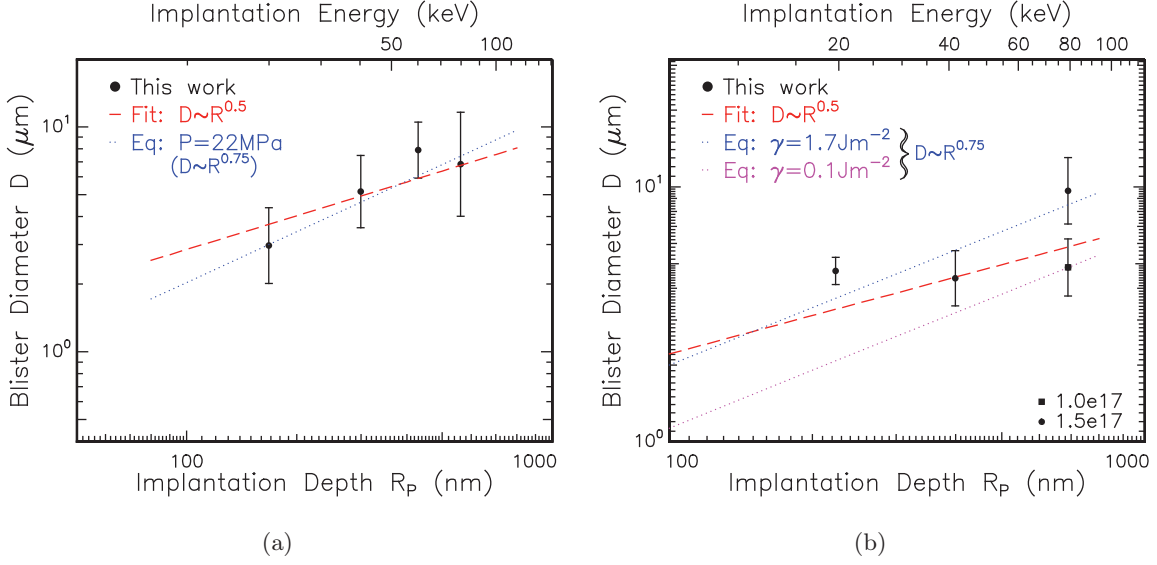 Implantation Energy (keV)
50 100
This work
Fit: D~R^0.5
Eq: P=22MPa
(D~R^0.75)
Blister Diameter D (μm)
10^1
10^0
100 1000
Implantation Depth R_P (nm)
(a)
Implantation Energy (keV)
20 40 60 80 100
This work
Fit: D~R^0.5
Eq: γ=1.7Jm^−2
Eq: γ=0.1Jm^−2
D~R^0.75
Blister Diameter D (μm)
10^1
10^0
1.0e17
1.5e17
100 1000
Implantation Depth R_P (nm)
(b)